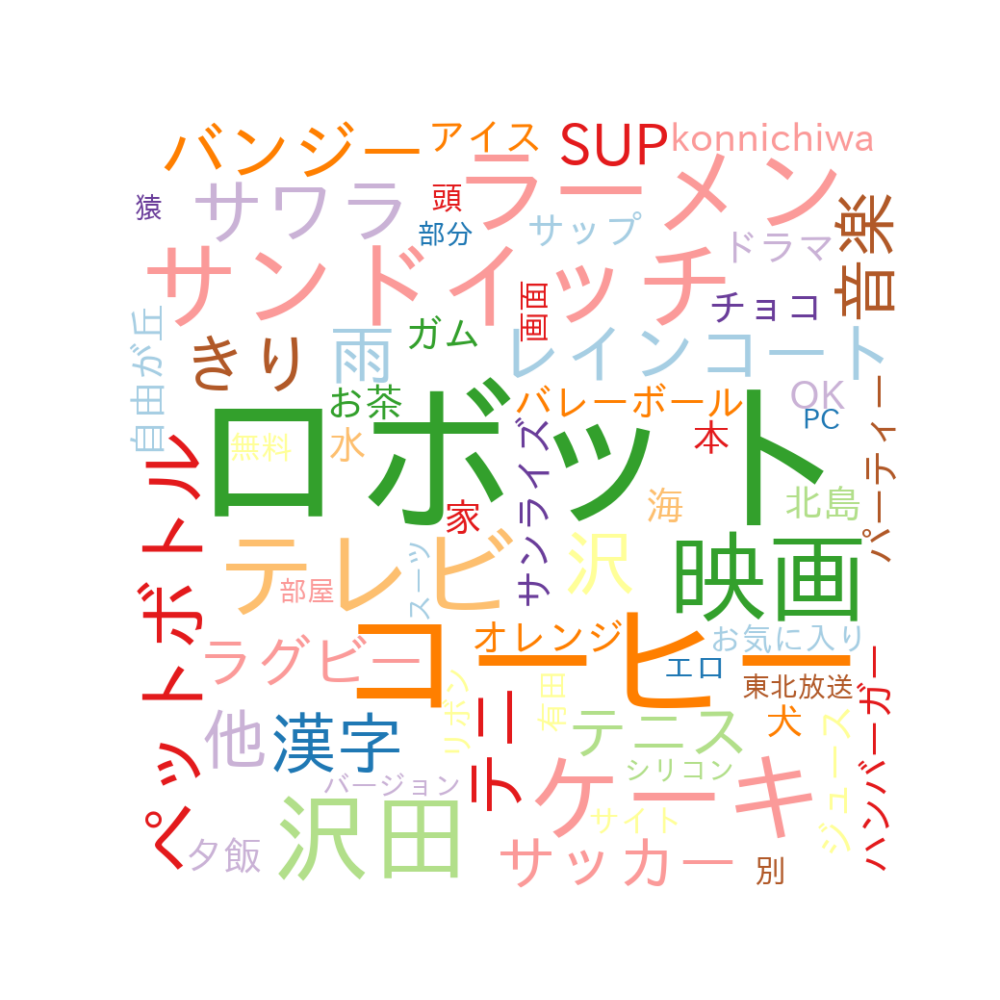 バンジー
アイス
SUP
konnichiwa
猿
サワラ
頭
ラーメン
音楽
部分
サップ
ドラマ
サンドイッチ
画面
チョコ
自由が丘
きり
雨
ガム
レインコート
お茶
バレーボール
OK
PC
パーティー
ロボット
無料
水
サンライズ
本
海
北島
家
ペットボトル
テレビ
部屋
スーツ
沢
映画
コーヒー
オレンジ
お気に入り
ラグビー
エロ
東北放送
ハンバーガー
他
漢字
リボン
テニ
有田
テニス
犬
ジュース
シリコン
バージョン
ケーキ
サイト
沢田
夕飯
サッカー
別